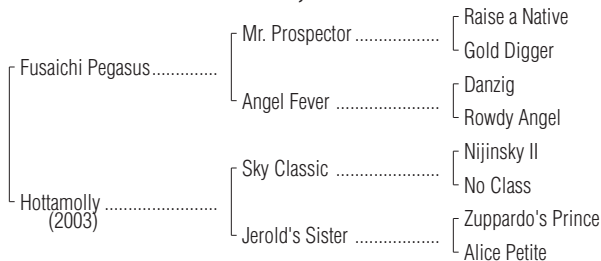 Raise a Native
Mr. Prospector ..................
Gold Digger
Fusaichi Pegasus..............
Danzig
Angel Fever ......................
Rowdy Angel
Nijinsky II
Sky Classic ......................
No Class
Hottamolly ........................
(2003)
Zuppardo's Prince
Jerold's Sister ..................
Alice Petite